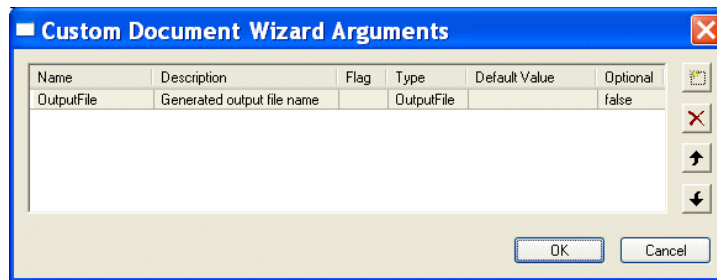 Custom Document Wizard Arguments
Name Description Flag Type Default Value Optional
OutputFile Generated output file name OutputFile false
OK Cancel